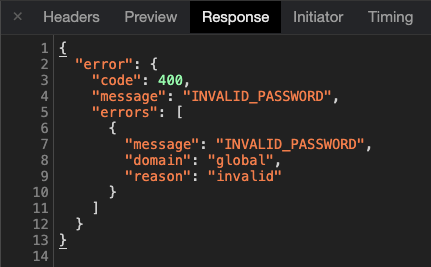 × Headers Preview Response Initiator Timing
1 {
2   "error": {
3     "code": 400,
4     "message": "INVALID_PASSWORD",
5     "errors": [
6       {
7         "message": "INVALID_PASSWORD",
8         "domain": "global",
9         "reason": "invalid"
10       }
11     ]
12   }
13 }
14